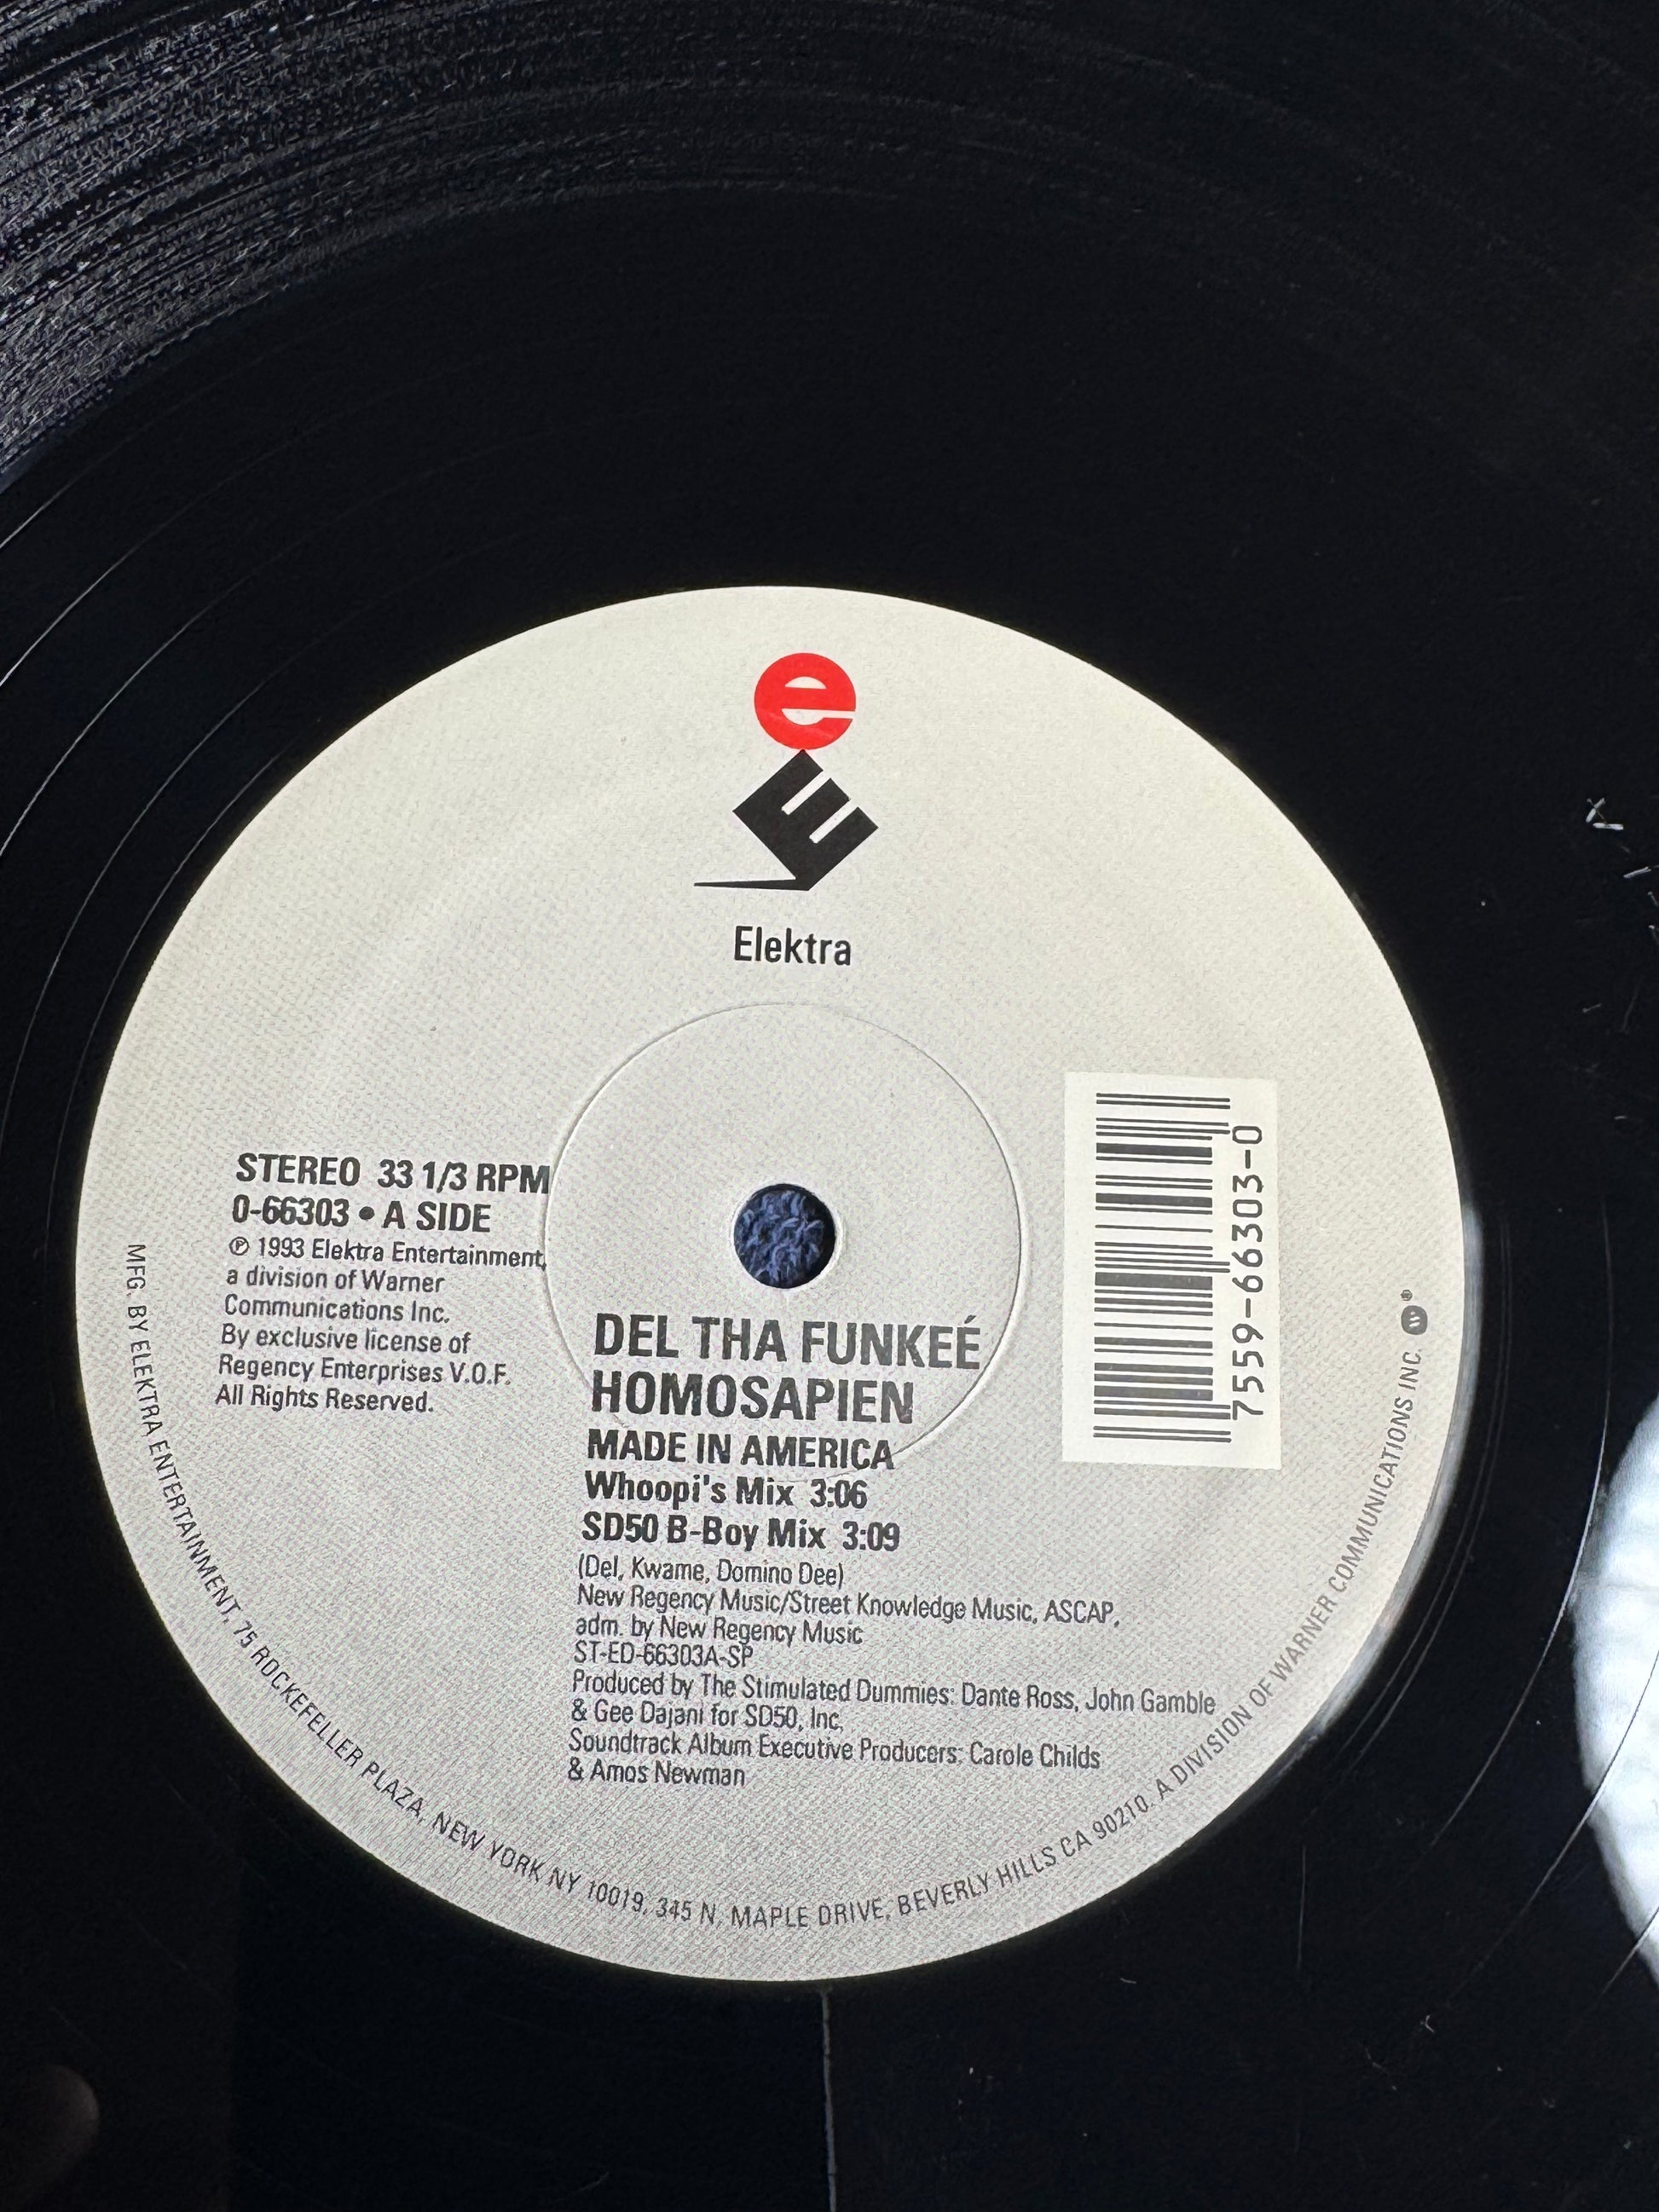 e
E
Elektra
STEREO 33 1/3 RPM
0-66303 • A SIDE
℗ 1993 Elektra Entertainment,
a division of Warner
Communications Inc.
By exclusive license of
Regency Enterprises V.O.F.
All Rights Reserved.
7559-66303-0
DEL THA FUNKEÉ
HOMOSAPIEN
MADE IN AMERICA
Whoopi's Mix 3:06
SD50 B-Boy Mix 3:09
(Del, Kwame, Domino Dee)
New Regency Music/Street Knowledge Music, ASCAP,
adm. by New Regency Music
ST-ED-66303A-SP
Produced by The Stimulated Dummies: Dante Ross, John Gamble
& Gee Dajani for SD50, Inc.
Soundtrack Album Executive Producers: Carole Childs
& Amos Newman
MFG. BY ELEKTRA ENTERTAINMENT, 75 ROCKEFELLER PLAZA, NEW YORK NY 10019, 345 N. MAPLE DRIVE, BEVERLY HILLS CA 90210. A DIVISION OF WARNER COMMUNICATIONS INC. ®